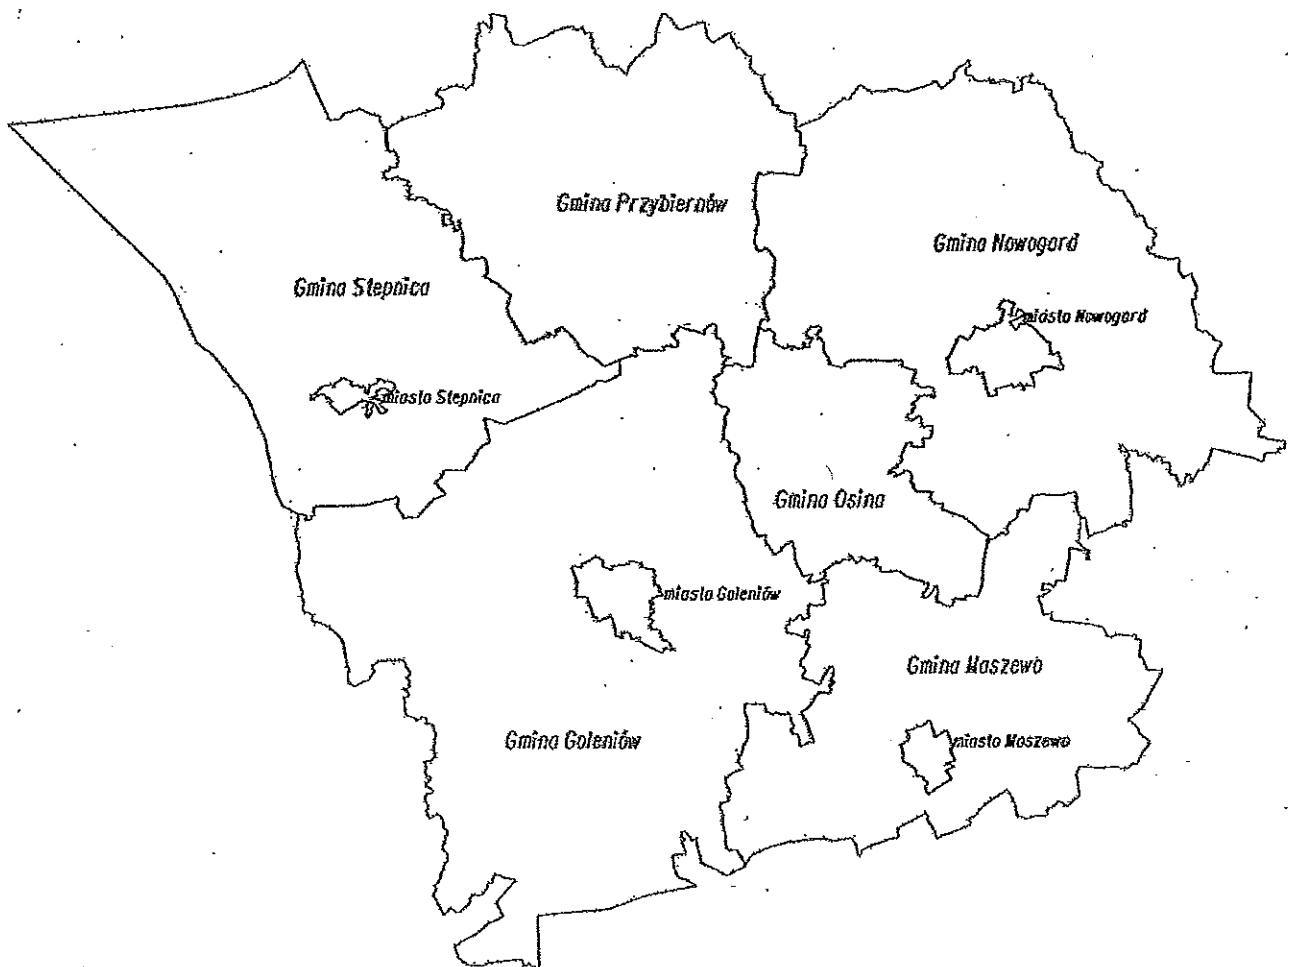 Gmina Przybiernów
Gmina Nowogard
Gmina Stepnica
miasto Nowogard
miasto Stepnica
Gmina Osina
miasto Goleniów
Gmina Maszewo
Gmina Goleniów
miasto Maszewo